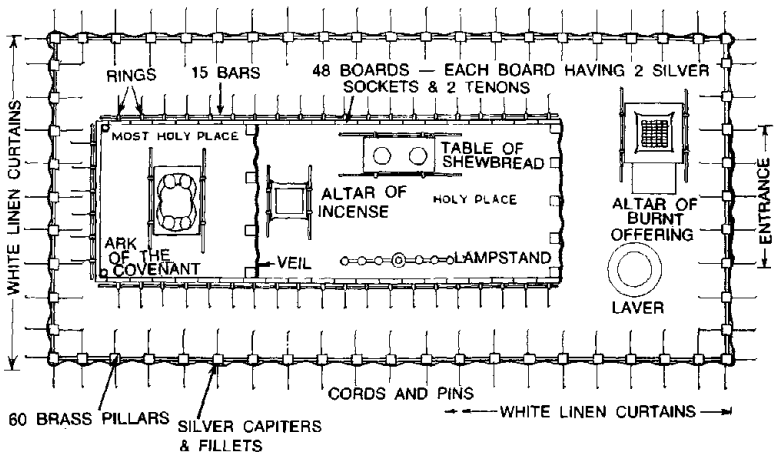 RINGS
15 BARS
48 BOARDS — EACH BOARD HAVING 2 SILVER
SOCKETS & 2 TENONS
WHITE LINEN CURTAINS
MOST HOLY PLACE
TABLE OF
SHEWBREAD
ALTAR OF
INCENSE
HOLY PLACE
ARK
OF THE
COVENANT
VEIL
LAMPSTAND
ALTAR OF
BURNT
OFFERING
ENTRANCE
LAVER
60 BRASS PILLARS
SILVER CAPITERS
& FILLETS
CORDS AND PINS
WHITE LINEN CURTAINS